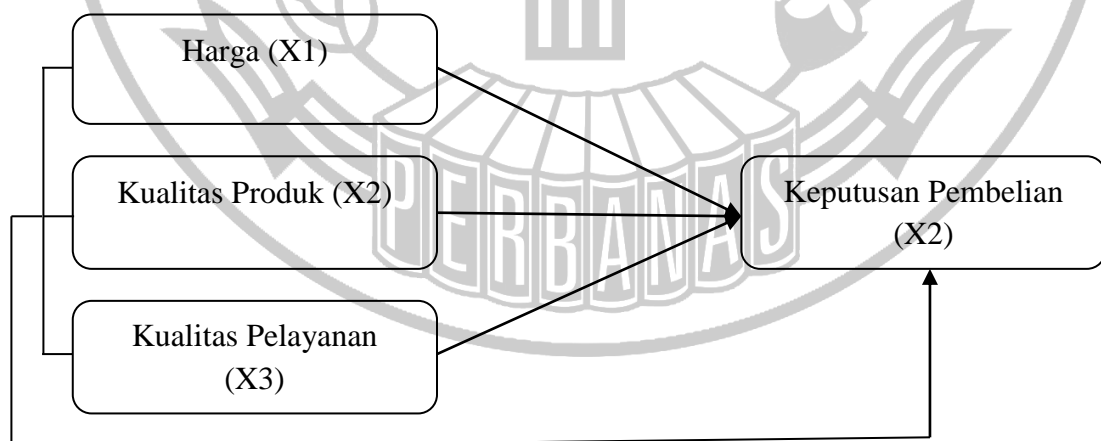 Harga (X1)
Kualitas Produk (X2)
Kualitas Pelayanan
(X3)
Keputusan Pembelian
(X2)
PERBANAS